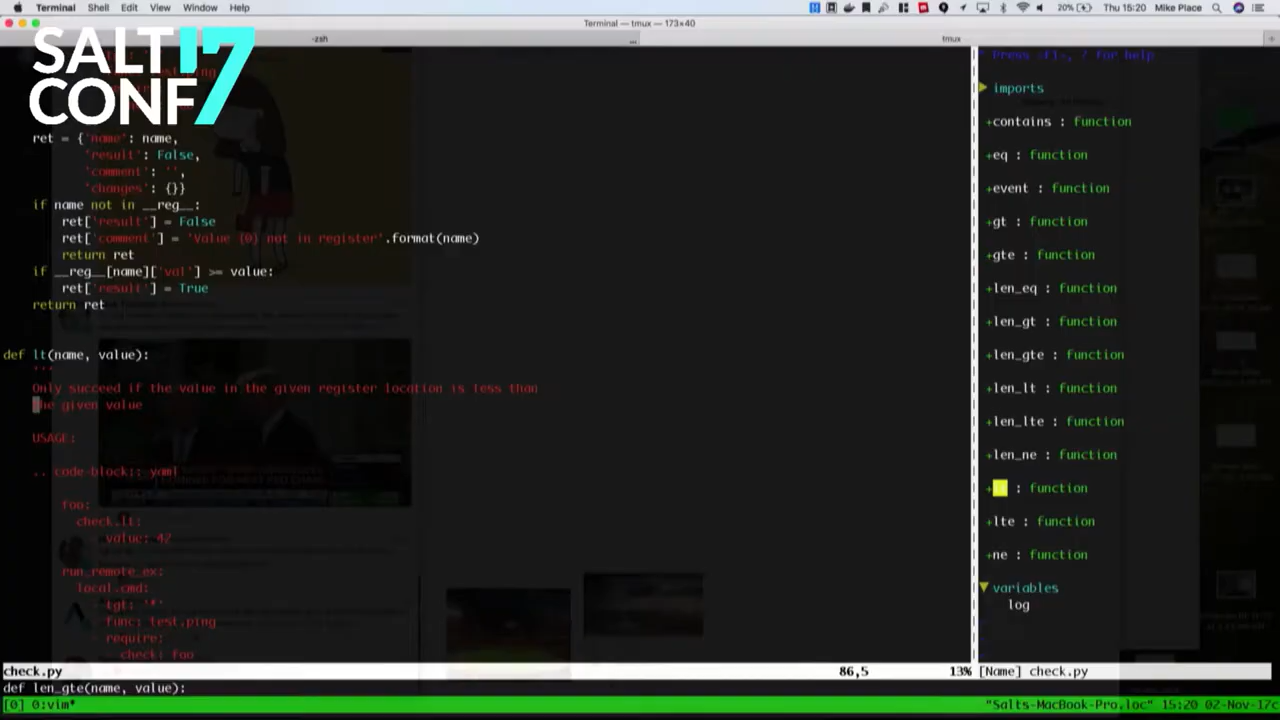 Terminal Shell Edit View Window Help
20% Thu 15:20 Mike Place
Terminal — tmux — 173×40
-zsh
tmux
SALT
CONF
17
test.ping
ret = {'name': name,
'result': False,
'comment': '',
'changes': {}}
if name not in __reg__:
ret['result'] = False
ret['comment'] = 'Value {0} not in register'.format(name)
return ret
if __reg__[name]['val'] >= value:
ret['result'] = True
return ret
def lt(name, value):
'''
Only succeed if the value in the given register location is less than
the given value
USAGE:
.. code-block:: yaml
foo:
check.lt:
- value: 42
run_remote_ex:
local.cmd:
- tgt: '*'
- func: test.ping
- require:
- check: foo
" Press <F1>, ? for help
▶ imports
+contains : function
+eq : function
+event : function
+gt : function
+gte : function
+len_eq : function
+len_gt : function
+len_gte : function
+len_lt : function
+len_lte : function
+len_ne : function
: function
+lte : function
+ne : function
▼ variables
log
check.py 86,5 13%
[Name] check.py
def len_gte(name, value):
[0] 0:vim*
"Salts-MacBook-Pro.loc" 15:20 02-Nov-17